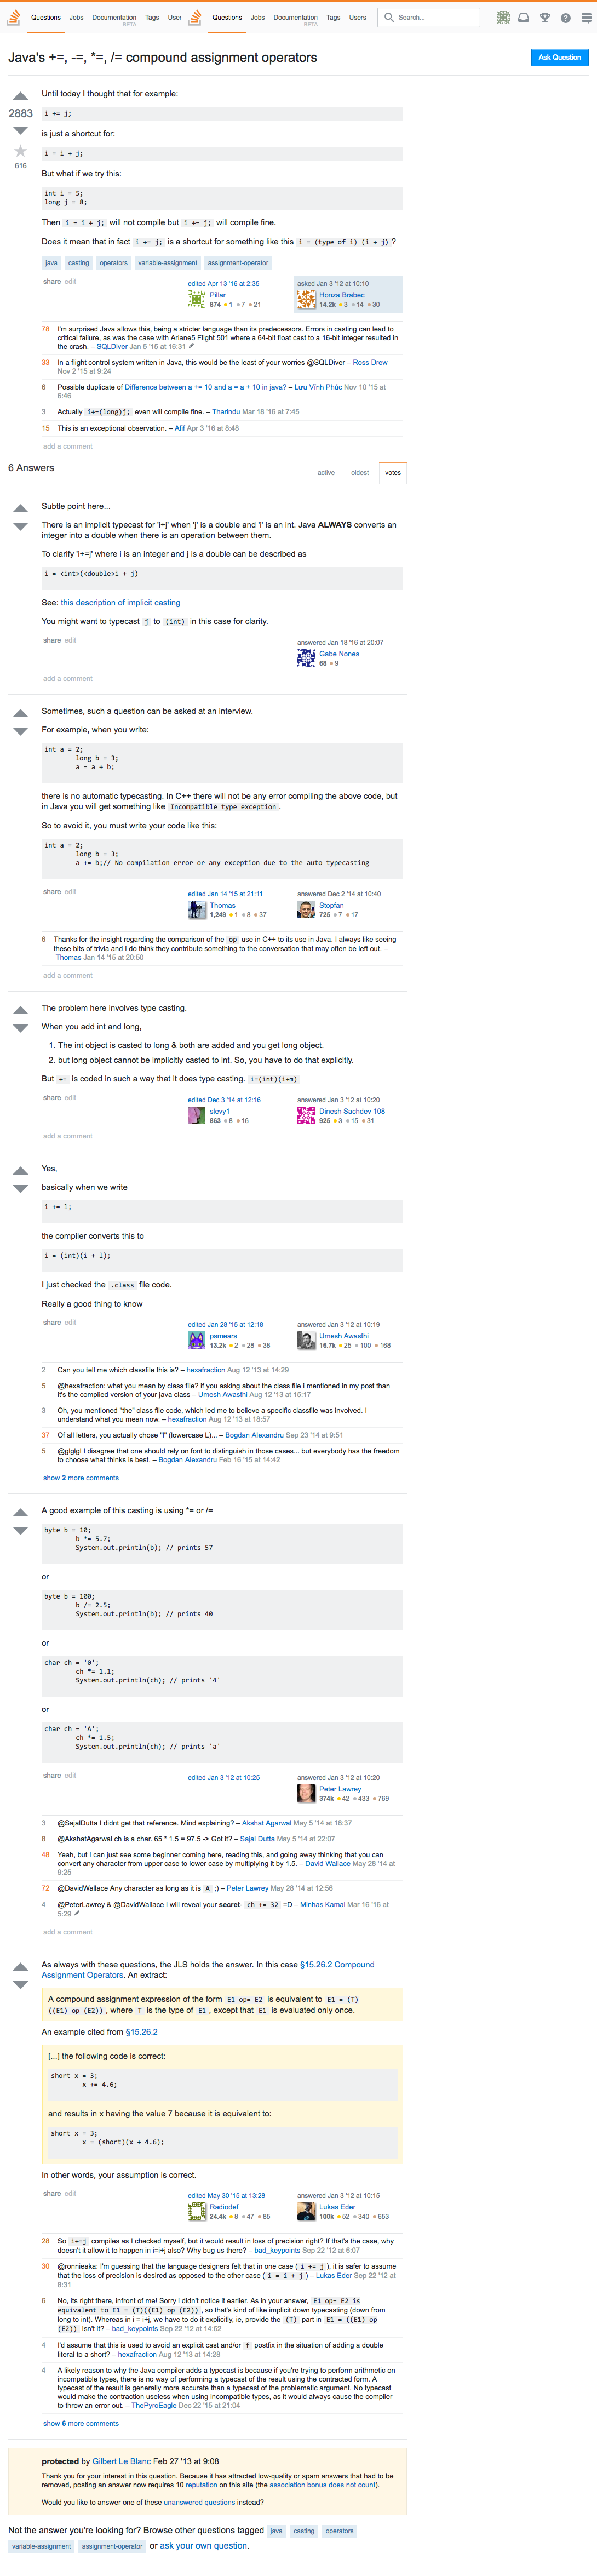 Questions Jobs Documentation BETA Tags User Questions Jobs Documentation BETA Tags Users Search...
Java's +=, -=, *=, /= compound assignment operators
Ask Question
Until today I thought that for example:
2883
i += j;
is just a shortcut for:
616
i = i + j;
But what if we try this:
int i = 5;
long j = 8;
Then i = i + j; will not compile but i += j; will compile fine.
Does it mean that in fact i += j; is a shortcut for something like this i = (type of i) (i + j) ?
java casting operators variable-assignment assignment-operator
share edit
edited Apr 13 '16 at 2:35
Pillar
874 1 7 21
asked Jan 3 '12 at 10:10
Honza Brabec
14.2k 3 14 30
78 I'm surprised Java allows this, being a stricter language than its predecessors. Errors in casting can lead to
critical failure, as was the case with Ariane5 Flight 501 where a 64-bit float cast to a 16-bit integer resulted in
the crash. – SQLDiver Jan 5 '15 at 16:31
33 In a flight control system written in Java, this would be the least of your worries @SQLDiver – Ross Drew
Nov 2 '15 at 9:24
6 Possible duplicate of Difference between a += 10 and a = a + 10 in java? – Lưu Vĩnh Phúc Nov 10 '15 at
6:48
3 Actually i+=(long)j; even will compile fine. – Tharindu Mar 18 '16 at 7:45
15 This is an exceptional observation. – Afif Apr 3 '16 at 8:48
add a comment
6 Answers
active oldest votes
Subtle point here...
There is an implicit typecast for 'i+j' when 'j' is a double and 'i' is an int. Java ALWAYS converts an
integer into a double when there is an operation between them.
To clarify 'i+=j' where i is an integer and j is a double can be described as
i = <int>(<double>i + j)
See: this description of implicit casting
You might want to typecast j to (int) in this case for clarity.
share edit
answered Jan 18 '16 at 20:07
Gabe Nones
68 9
add a comment
Sometimes, such a question can be asked at an interview.
For example, when you write:
int a = 2;
long b = 3;
a = a + b;
there is no automatic typecasting. In C++ there will not be any error compiling the above code, but
in Java you will get something like Incompatible type exception .
So to avoid it, you must write your code like this:
int a = 2;
long b = 3;
a += b;// No compilation error or any exception due to the auto typecasting
share edit
edited Jan 14 '15 at 21:11
Thomas
1,249 1 8 37
answered Dec 2 '14 at 10:40
Stopfan
725 7 17
6 Thanks for the insight regarding the comparison of the op use in C++ to its use in Java. I always like seeing
these bits of trivia and I do think they contribute something to the conversation that may often be left out. –
Thomas Jan 14 '15 at 20:50
add a comment
The problem here involves type casting.
When you add int and long,
1. The int object is casted to long & both are added and you get long object.
2. but long object cannot be implicitly casted to int. So, you have to do that explicitly.
But += is coded in such a way that it does type casting. i=(int)(i+m)
share edit
edited Dec 3 '14 at 12:16
slevy1
863 8 16
answered Jan 3 '12 at 10:20
Dinesh Sachdev 108
925 3 15 31
add a comment
Yes,
basically when we write
i += l;
the compiler converts this to
i = (int)(i + l);
I just checked the .class file code.
Really a good thing to know
share edit
edited Jan 28 '15 at 12:18
psmears
13.2k 2 28 38
answered Jan 3 '12 at 10:19
Umesh Awasthi
16.7k 25 100 168
2 Can you tell me which classfile this is? – hexafraction Aug 12 '13 at 14:29
5 @hexafraction: what you mean by class file? if you asking about the class file i mentioned in my post than
it's the complied version of your java class – Umesh Awasthi Aug 12 '13 at 15:17
3 Oh, you mentioned "the" class file code, which led me to believe a specific classfile was involved. I
understand what you mean now. – hexafraction Aug 12 '13 at 18:57
37 Of all letters, you actually chose "l" (lowercase L)... – Bogdan Alexandru Sep 23 '14 at 9:51
5 @glglgl I disagree that one should rely on font to distinguish in those cases... but everybody has the freedom
to choose what thinks is best. – Bogdan Alexandru Feb 16 '15 at 14:42
show 2 more comments
A good example of this casting is using *= or /=
byte b = 10;
b *= 5.7;
System.out.println(b); // prints 57
or
byte b = 100;
b /= 2.5;
System.out.println(b); // prints 40
or
char ch = '0';
ch *= 1.1;
System.out.println(ch); // prints '4'
or
char ch = 'A';
ch *= 1.5;
System.out.println(ch); // prints 'a'
share edit
edited Jan 3 '12 at 10:25
answered Jan 3 '12 at 10:20
Peter Lawrey
374k 42 433 769
3 @SajalDutta I didnt get that reference. Mind explaining? – Akshat Agarwal May 5 '14 at 18:37
8 @AkshatAgarwal ch is a char. 65 * 1.5 = 97.5 -> Got it? – Sajal Dutta May 5 '14 at 22:07
48 Yeah, but I can just see some beginner coming here, reading this, and going away thinking that you can
convert any character from upper case to lower case by multiplying it by 1.5. – David Wallace May 28 '14 at
9:25
72 @DavidWallace Any character as long as it is A ;) – Peter Lawrey May 28 '14 at 12:56
4 @PeterLawrey & @DavidWallace I will reveal your secret- ch += 32 =D – Minhas Kamal Mar 16 '16 at
5:29
add a comment
As always with these questions, the JLS holds the answer. In this case §15.26.2 Compound
Assignment Operators. An extract:
A compound assignment expression of the form E1 op= E2 is equivalent to E1 = (T)
((E1) op (E2)) , where T is the type of E1 , except that E1 is evaluated only once.
An example cited from §15.26.2
[...] the following code is correct:
short x = 3;
x += 4.6;
and results in x having the value 7 because it is equivalent to:
short x = 3;
x = (short)(x + 4.6);
In other words, your assumption is correct.
share edit
edited May 30 '15 at 13:28
Radiodef
24.4k 8 47 85
answered Jan 3 '12 at 10:15
Lukas Eder
100k 52 340 653
28 So i+=j compiles as I checked myself, but it would result in loss of precision right? If that's the case, why
doesn't it allow it to happen in i=i+j also? Why bug us there? – bad_keypoints Sep 22 '12 at 6:07
30 @ronnieaka: I'm guessing that the language designers felt that in one case ( i += j ), it is safer to assume
that the loss of precision is desired as opposed to the other case ( i = i + j ) – Lukas Eder Sep 22 '12 at
8:31
6 No, its right there, infront of me! Sorry i didn't notice it earlier. As in your answer, E1 op= E2 is
equivalent to E1 = (T)((E1) op (E2)) , so that's kind of like implicit down typecasting (down from
long to int). Whereas in i = i+j, we have to do it explicitly, ie, provide the (T) part in E1 = ((E1) op
(E2)) Isn't it? – bad_keypoints Sep 22 '12 at 14:52
4 I'd assume that this is used to avoid an explicit cast and/or f postfix in the situation of adding a double
literal to a short? – hexafraction Aug 12 '13 at 14:28
4 A likely reason to why the Java compiler adds a typecast is because if you're trying to perform arithmetic on
incompatible types, there is no way of performing a typecast of the result using the contracted form. A
typecast of the result is generally more accurate than a typecast of the problematic argument. No typecast
would make the contraction useless when using incompatible types, as it would always cause the compiler
to throw an error out. – ThePyroEagle Dec 22 '15 at 21:04
show 6 more comments
protected by Gilbert Le Blanc Feb 27 '13 at 9:08
Thank you for your interest in this question. Because it has attracted low-quality or spam answers that had to be
removed, posting an answer now requires 10 reputation on this site (the association bonus does not count).
Would you like to answer one of these unanswered questions instead?
Not the answer you're looking for? Browse other questions tagged java casting operators
variable-assignment assignment-operator or ask your own question.